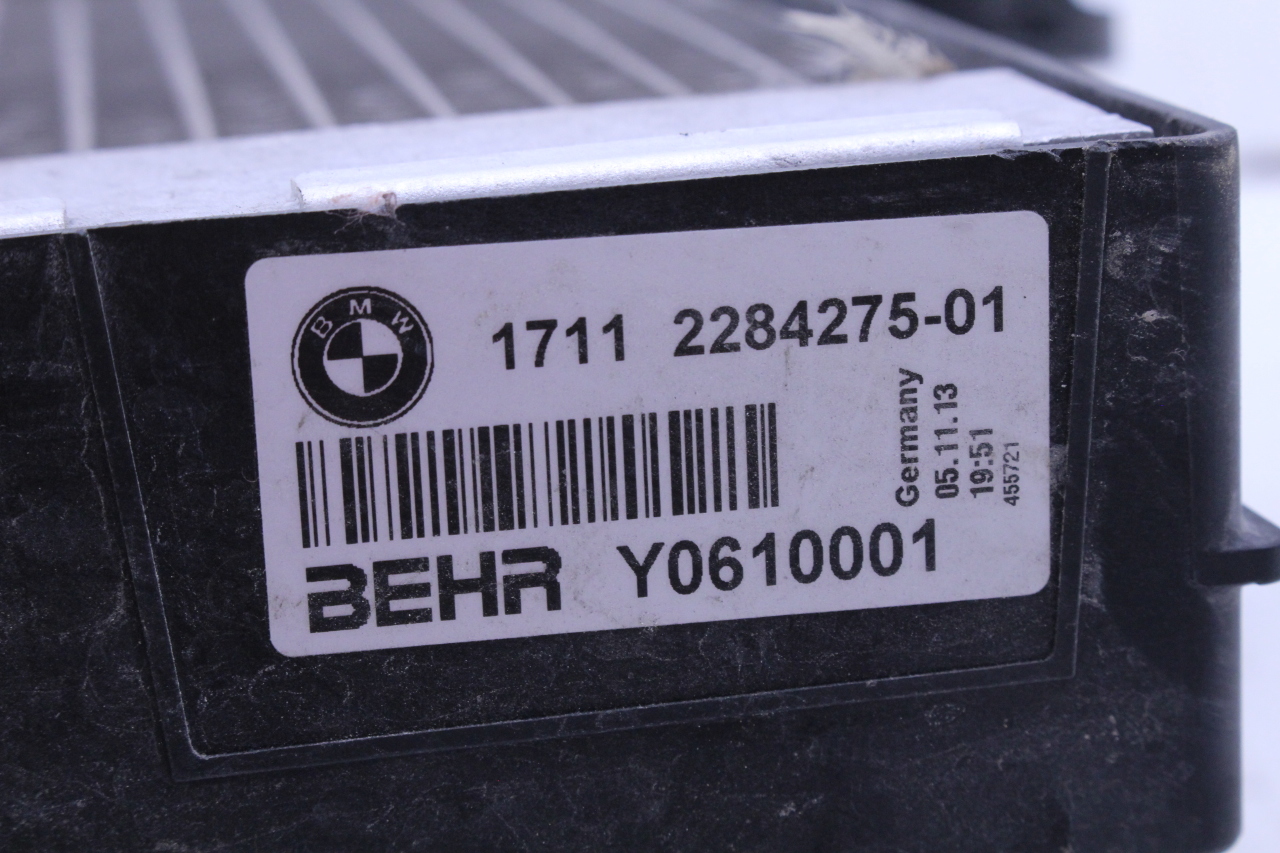 BMW
1711 2284275-01
Germany
05.11.13
19:51
455721
BEHR Y0610001